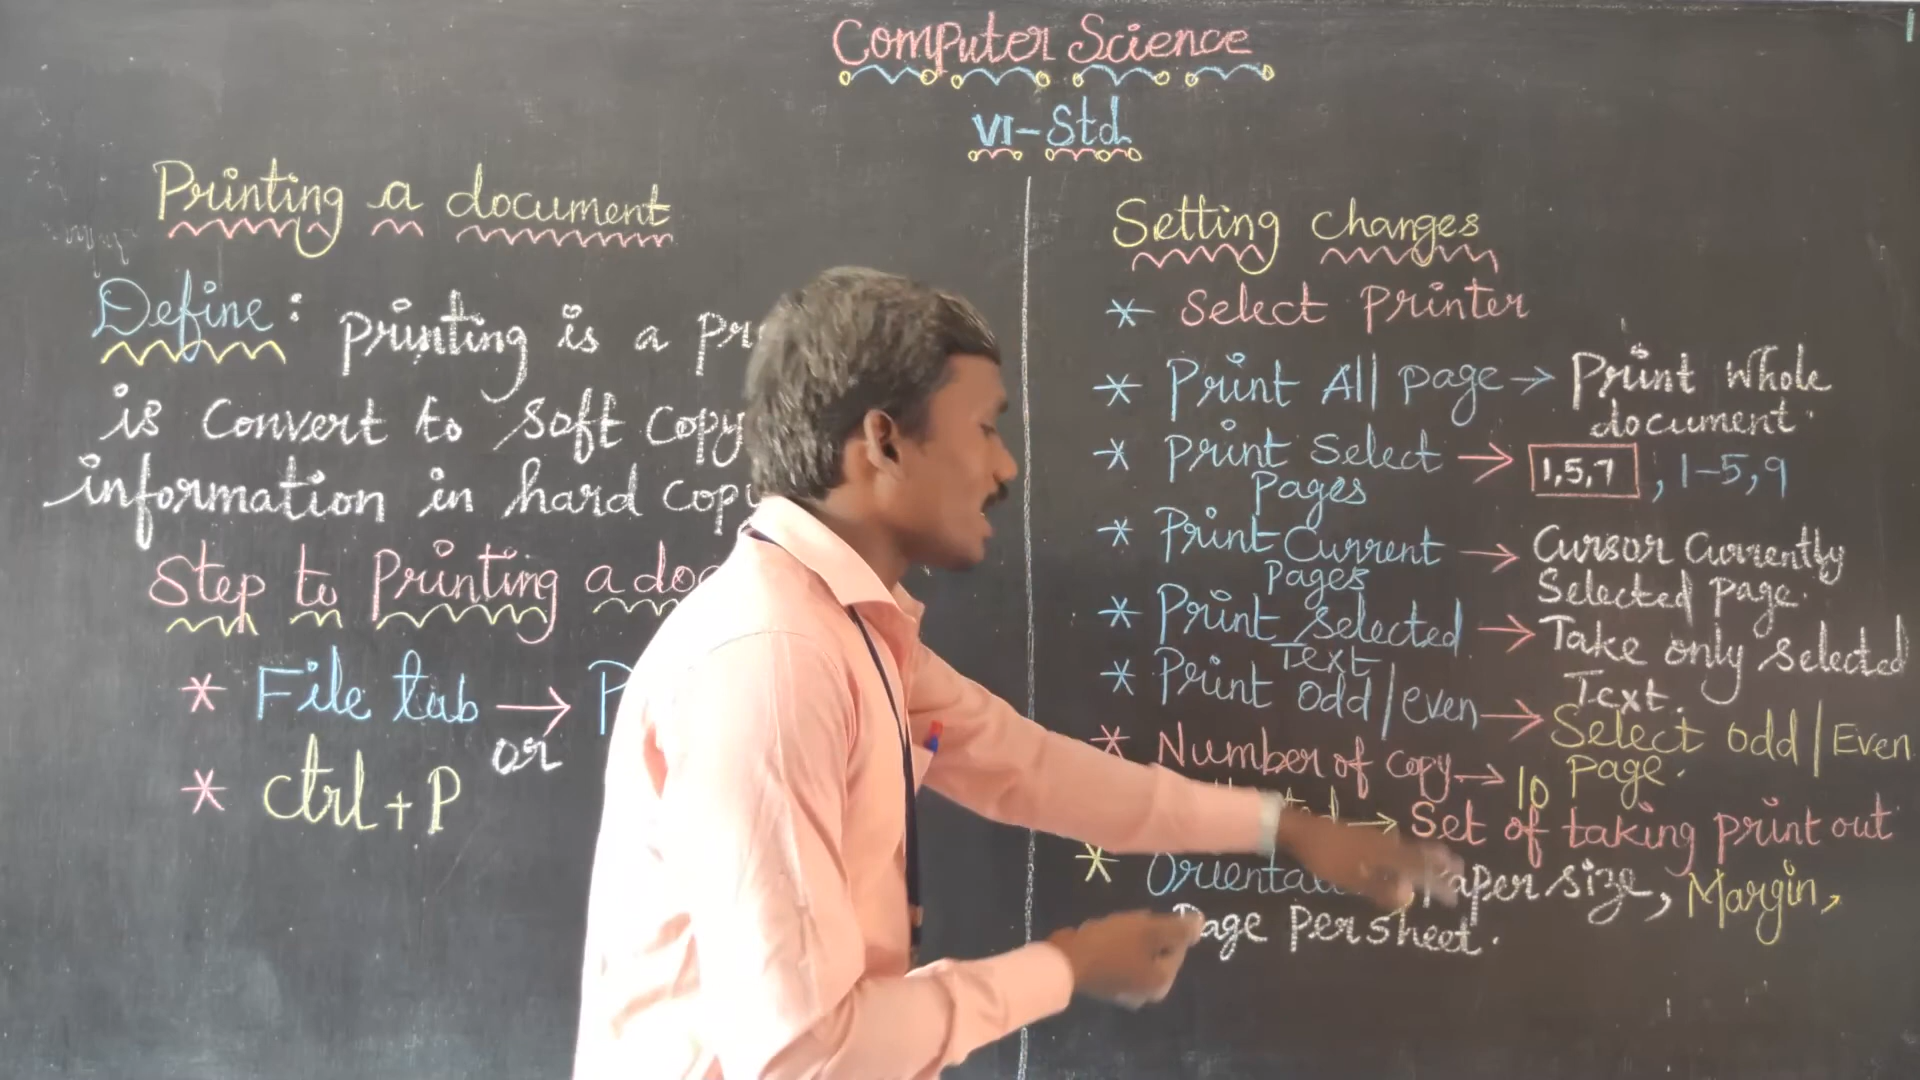 Computer Science
VI-Std
Printing a document
Define: Printing is a
is Convert to Soft Copy
information in hard
Step to Printing a
* File tab →
or
* Ctrl+P
Setting Changes
* Select Printer
* Print All page → Print Whole
document.
* Print Select → 1,5,7, 1-5,9
Pages
* Print Current → Cursor Currently
Pages Selected page.
* Print Selected → Take only Selected
Text Text.
* Print odd/even → Select odd/Even
page.
* Number of copy → 10
→ Set of taking print out
* Paper size, Margin,
Page Per sheet.